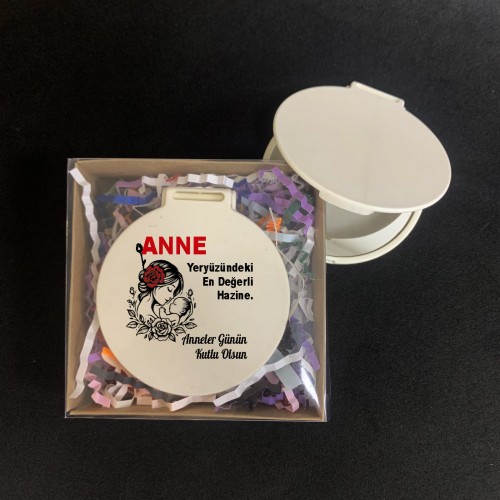 ANNE
Yeryüzündeki
En Değerli
Hazine.
Anneler Günün
Kutlu Olsun